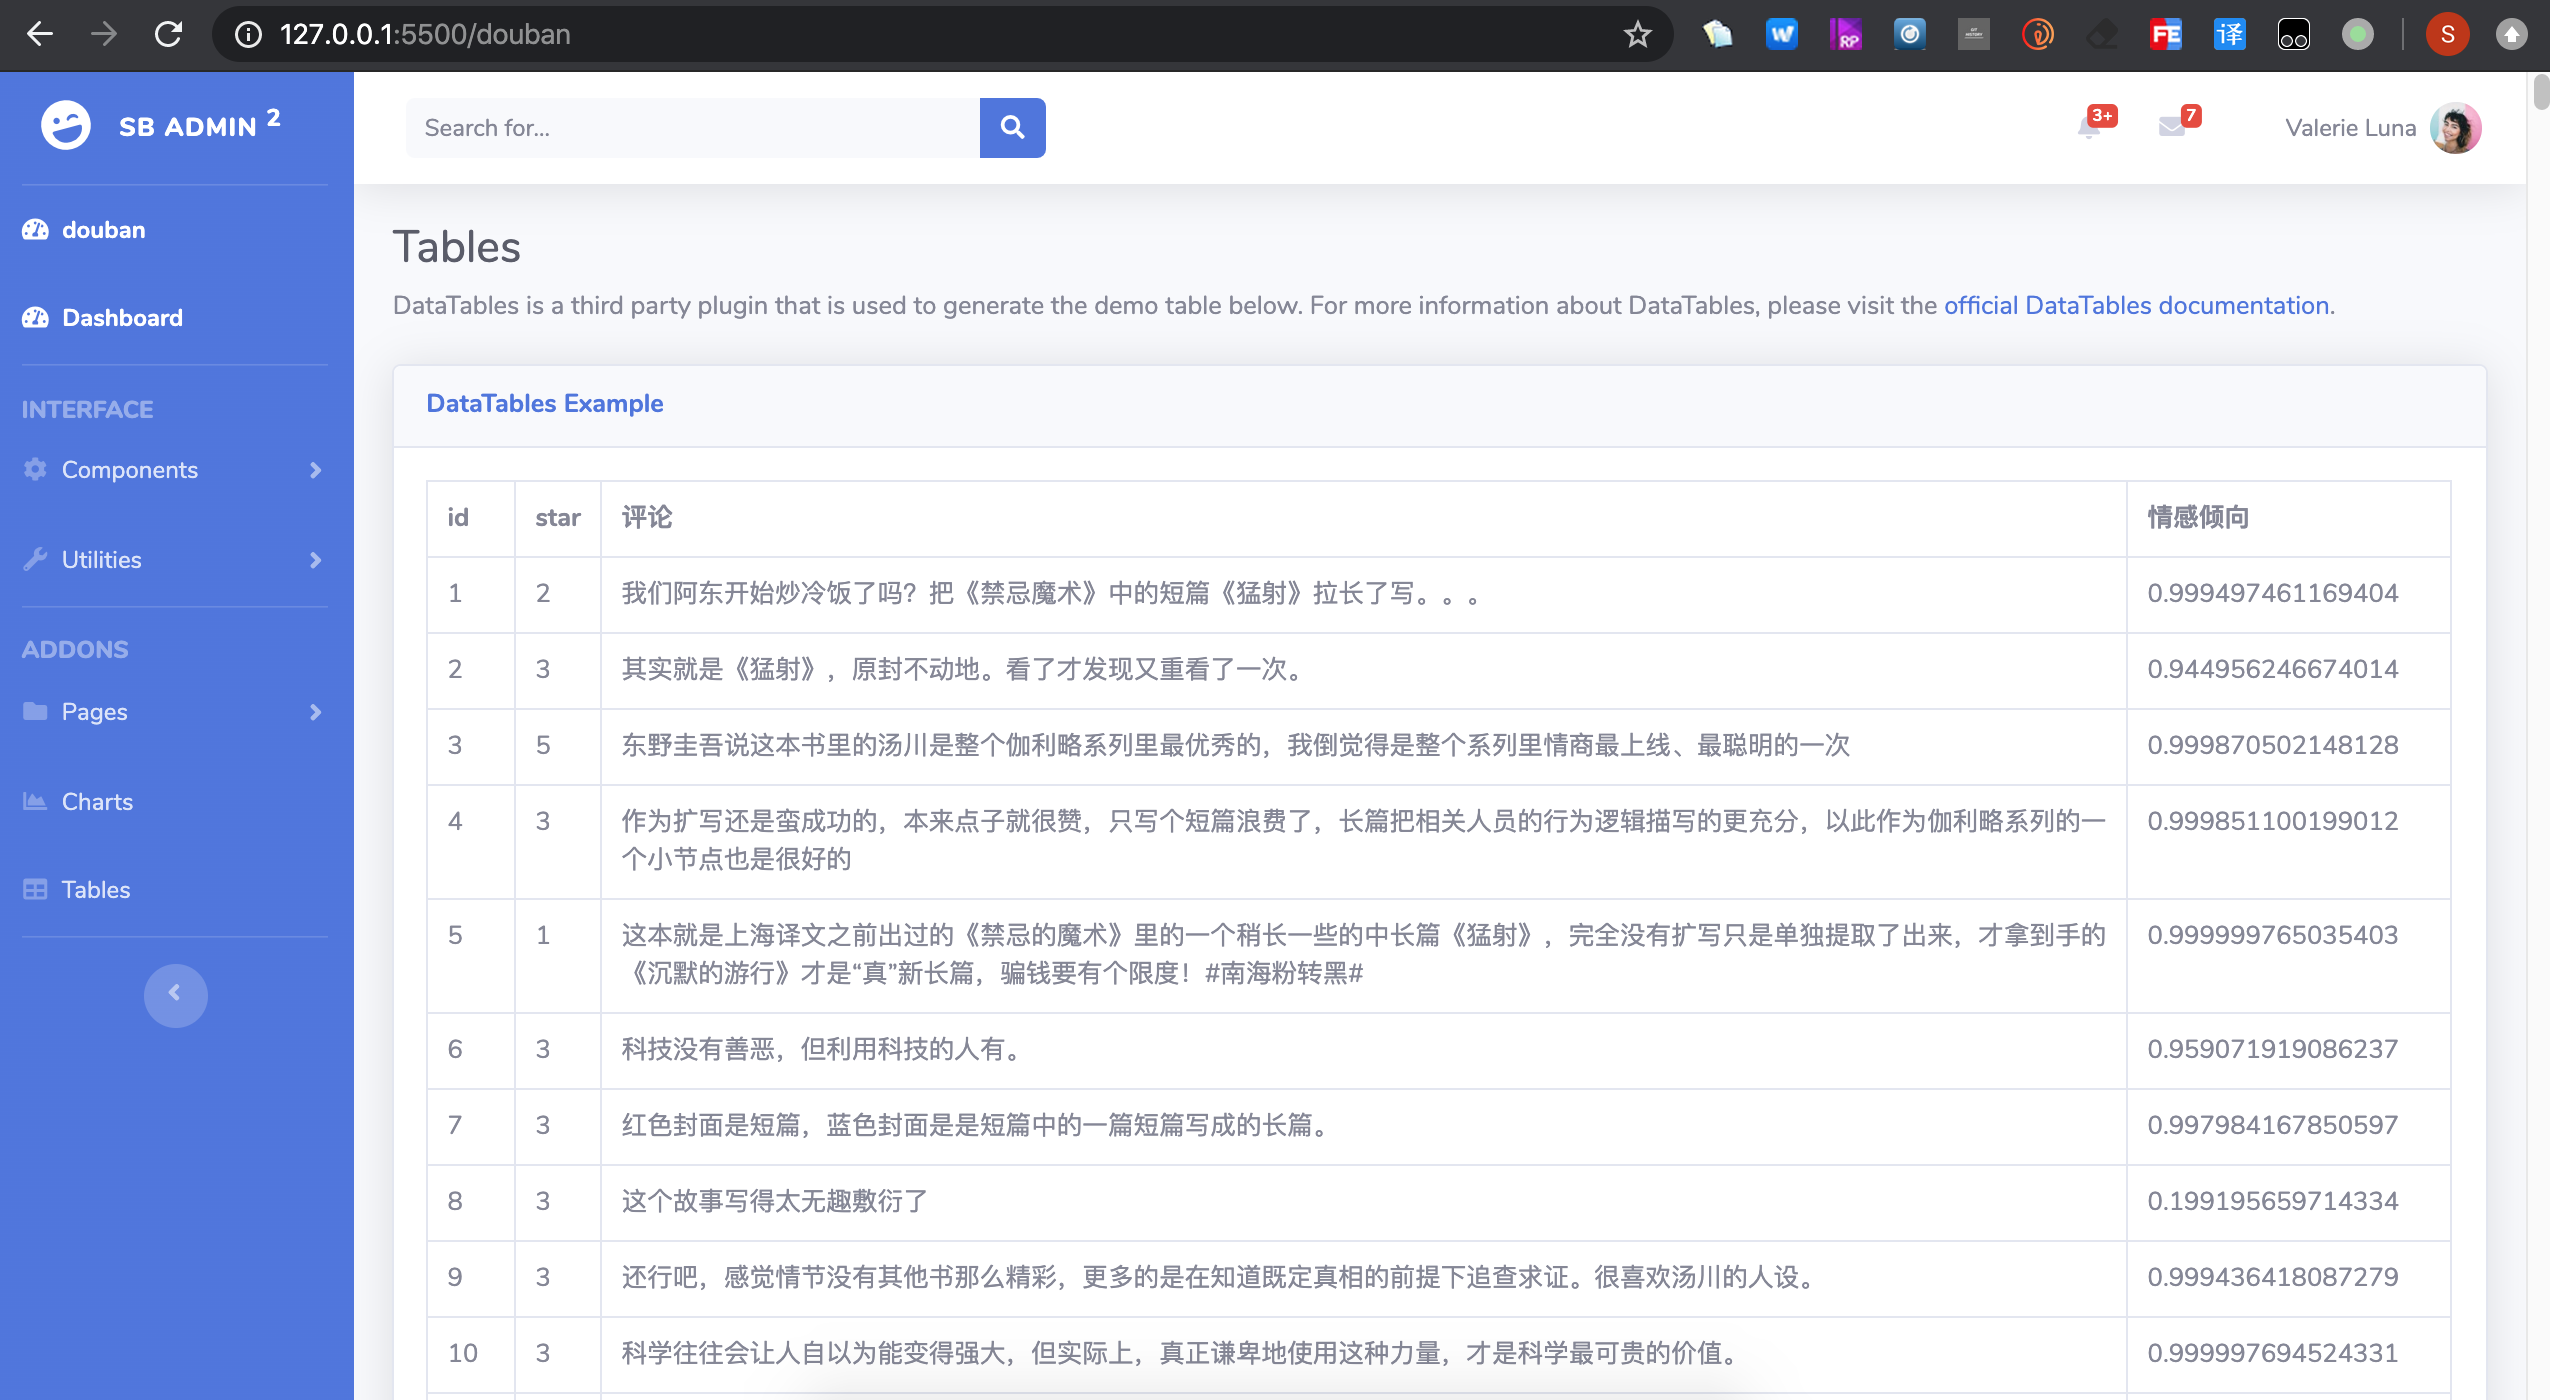 127.0.0.1:5500/douban
SB ADMIN 2
douban
Dashboard
INTERFACE
Components
Utilities
ADDONS
Pages
Charts
Tables
Search for...
3+
7
Valerie Luna
S
W
RP
FE
译
Tables
DataTables is a third party plugin that is used to generate the demo table below. For more information about DataTables, please visit the official DataTables documentation.
DataTables Example
id star 评论 情感倾向
1 2 我们阿东开始炒冷饭了吗？把《禁忌魔术》中的短篇《猛射》拉长了写。。。 0.999497461169404
2 3 其实就是《猛射》，原封不动地。看了才发现又重看了一次。 0.944956246674014
3 5 东野圭吾说这本书里的汤川是整个伽利略系列里最优秀的，我倒觉得是整个系列里情商最上线、最聪明的一次 0.999870502148128
4 3 作为扩写还是蛮成功的，本来点子就很赞，只写个短篇浪费了，长篇把相关人员的行为逻辑描写的更充分，以此作为伽利略系列的一 0.999851100199012
个小节点也是很好的
5 1 这本就是上海译文之前出过的《禁忌的魔术》里的一个稍长一些的中长篇《猛射》，完全没有扩写只是单独提取了出来，才拿到手的 0.999999765035403
《沉默的游行》才是“真”新长篇，骗钱要有个限度！#南海粉转黑#
6 3 科技没有善恶，但利用科技的人有。 0.959071919086237
7 3 红色封面是短篇，蓝色封面是是短篇中的一篇短篇写成的长篇。 0.997984167850597
8 3 这个故事写得太无趣敷衍了 0.199195659714334
9 3 还行吧，感觉情节没有其他书那么精彩，更多的是在知道既定真相的前提下追查求证。很喜欢汤川的人设。 0.999436418087279
10 3 科学往往会让人自以为能变得强大，但实际上，真正谦卑地使用这种力量，才是科学最可贵的价值。 0.999997694524331